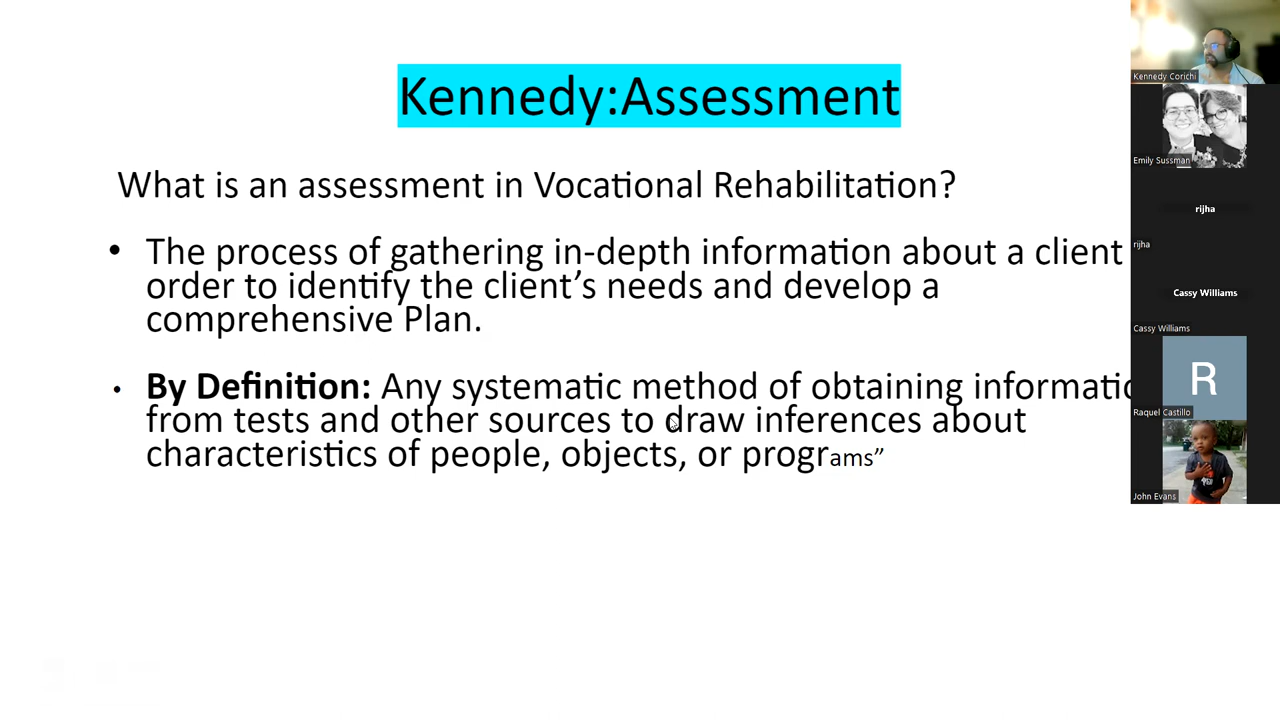 Kennedy:Assessment
What is an assessment in Vocational Rehabilitation?
• The process of gathering in-depth information about a client
order to identify the client’s needs and develop a
comprehensive Plan.
• By Definition: Any systematic method of obtaining informatic
from tests and other sources to draw inferences about
characteristics of people, objects, or programs”
Kennedy Corichi
Emily Sussman
rijha
rijha
Cassy Williams
Cassy Williams
R
Raquel Castillo
John Evans